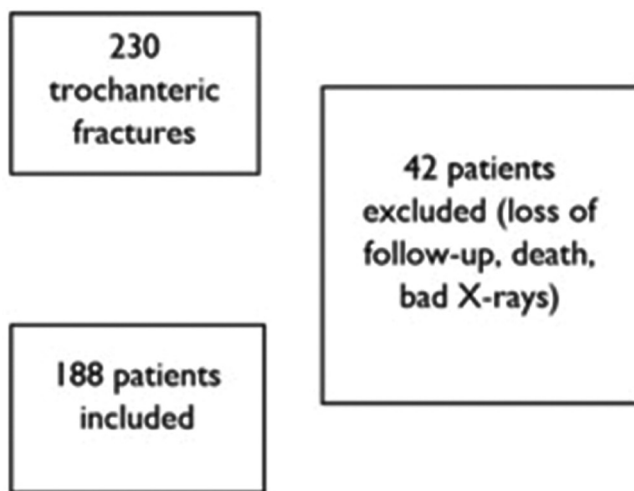 230
trochanteric
fractures
42 patients
excluded (loss of
follow-up, death,
bad X-rays)
188 patients
included